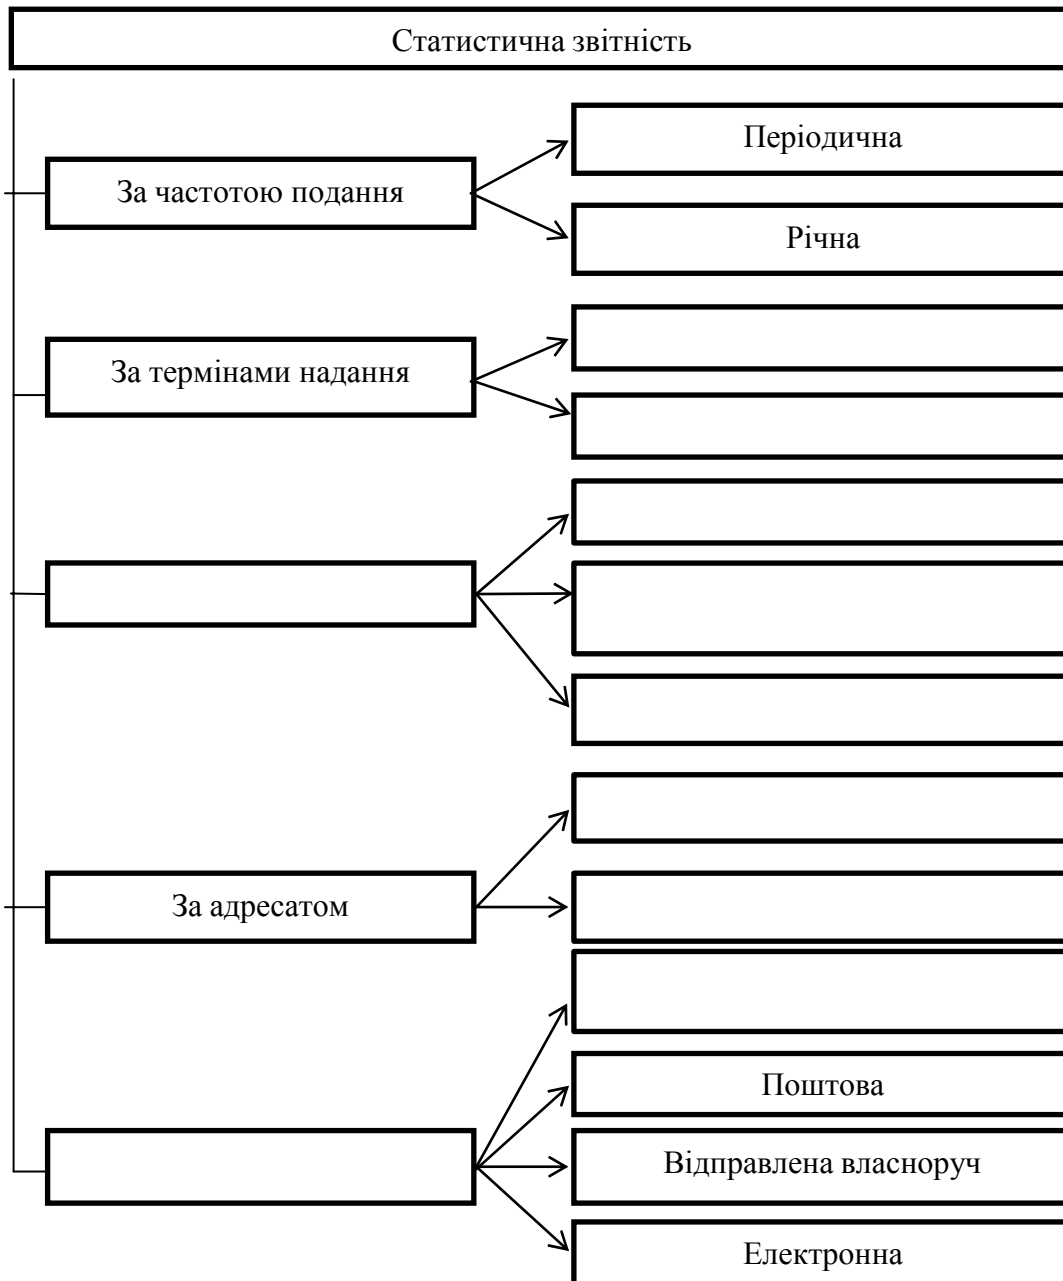 Статистична звітність
Періодична
За частотою подання
Річна
За термінами надання
За адресатом
Поштова
Відправлена власноруч
Електронна